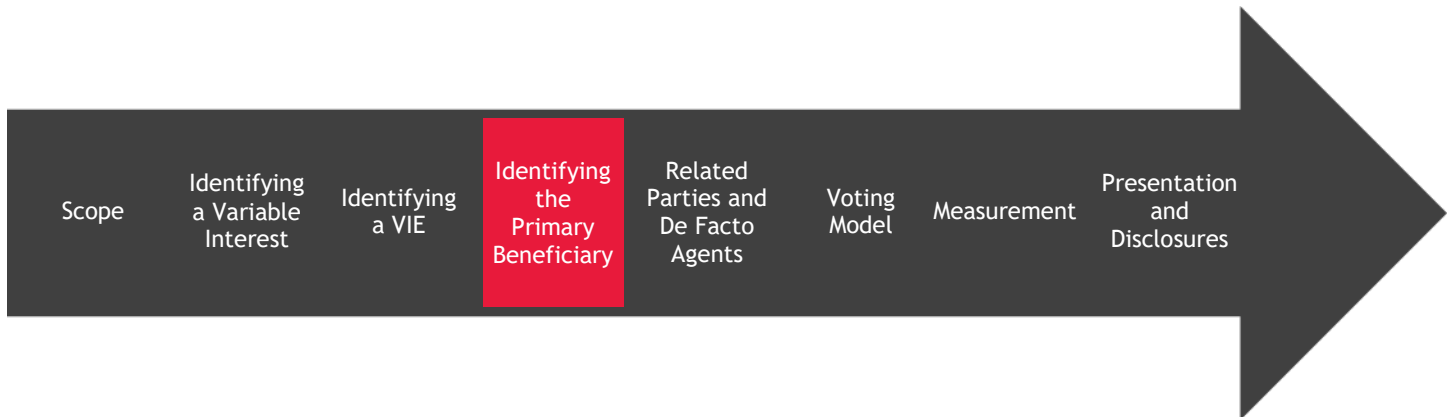 Scope
Identifying
a Variable
Interest
Identifying
a VIE
Identifying
the
Primary
Beneficiary
Related
Parties and
De Facto
Agents
Voting
Model
Measurement
Presentation
and
Disclosures